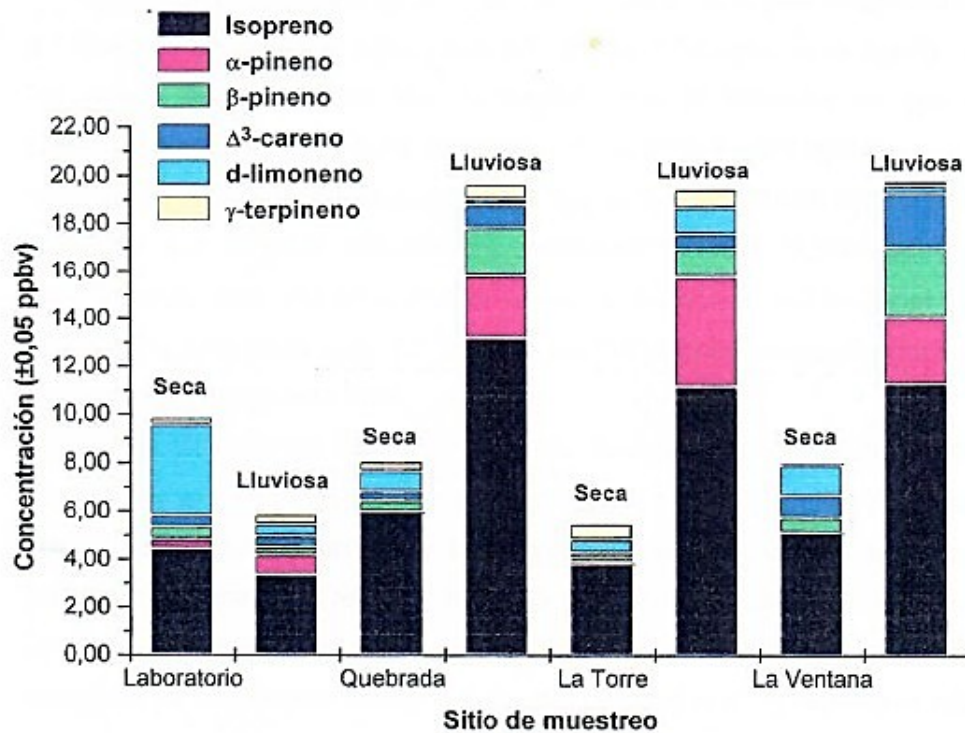 Isopreno
α-pineno
β-pineno
Δ³-careno
d-limoneno
γ-terpineno
22,00
20,00
18,00
16,00
14,00
12,00
10,00
8,00
6,00
4,00
2,00
0,00
Concentración (±0,05 ppbv)
Seca
Lluviosa
Seca
Lluviosa
Seca
Lluviosa
Seca
Lluviosa
Laboratorio
Quebrada
La Torre
La Ventana
Sitio de muestreo